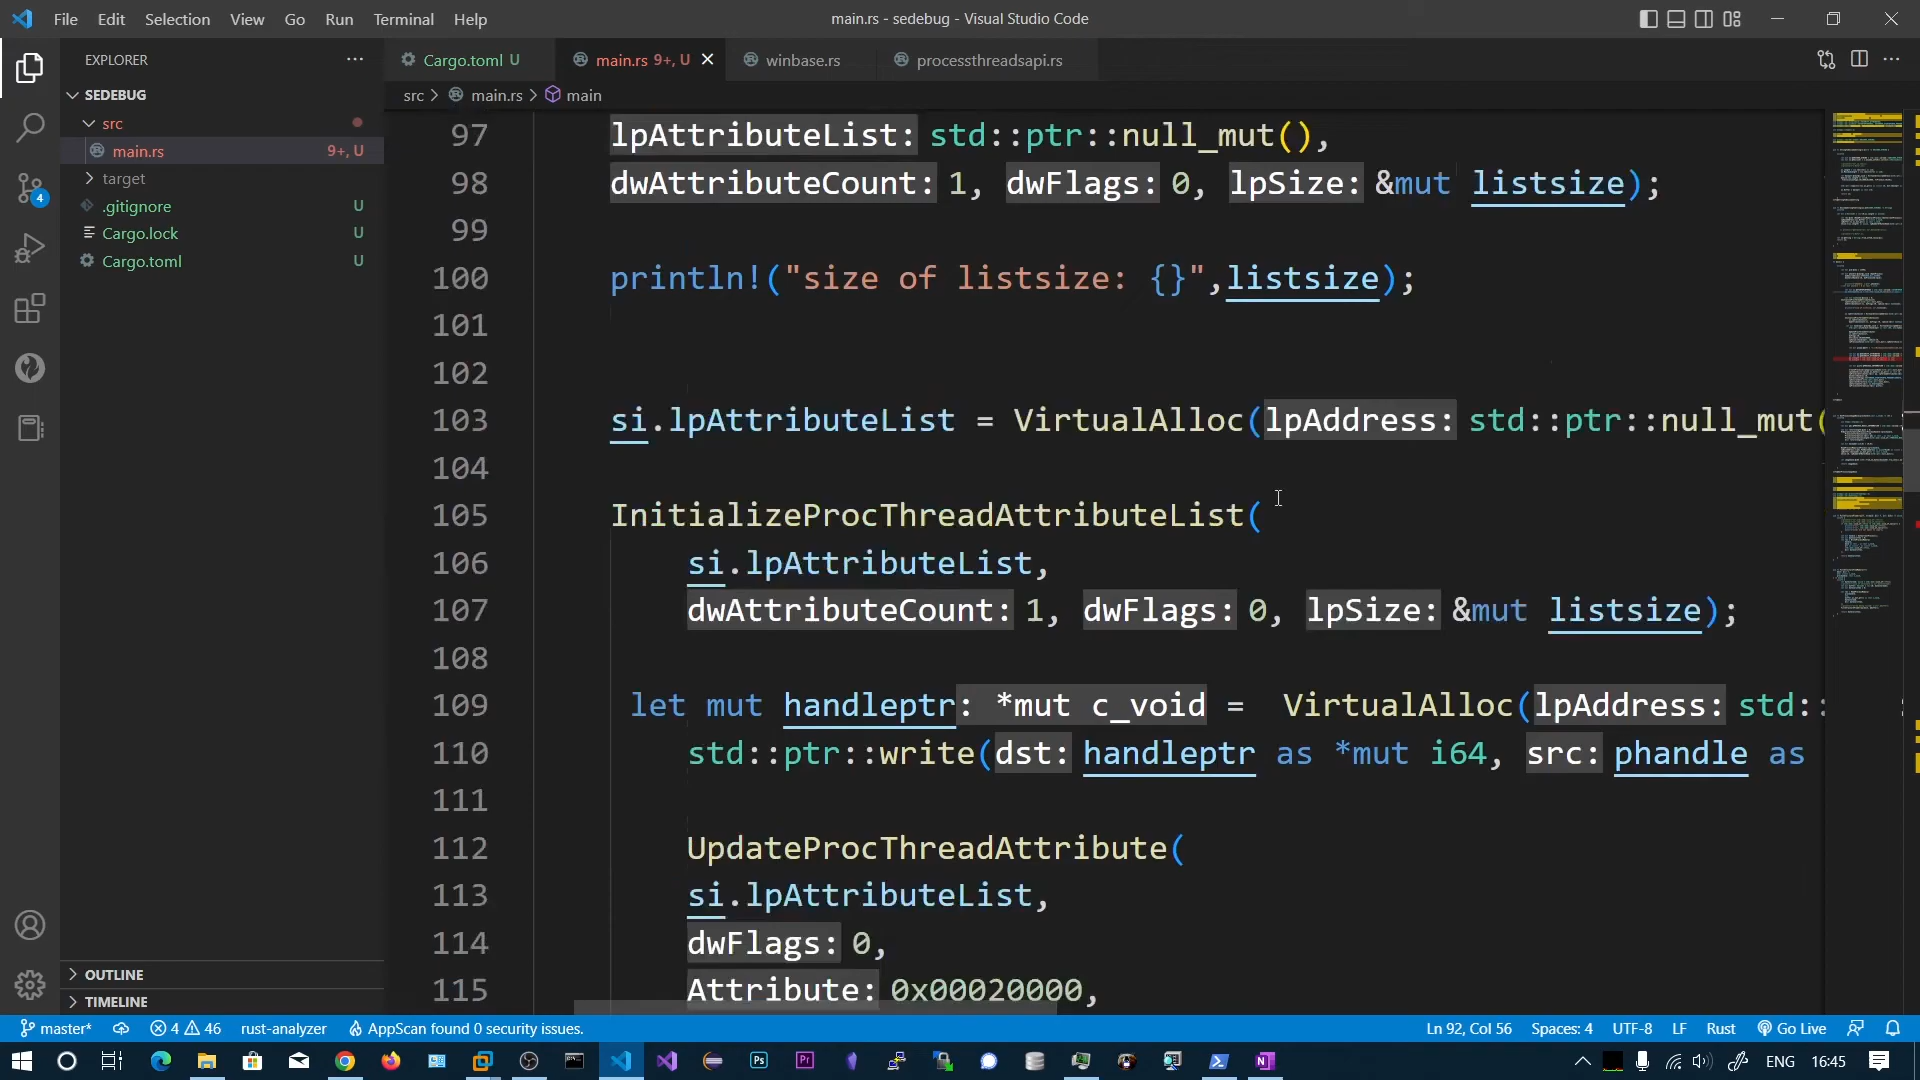 File Edit Selection View Go Run Terminal Help
main.rs - sedebug - Visual Studio Code
EXPLORER
SEDEBUG
src
main.rs 9+, U
target
.gitignore U
Cargo.lock U
Cargo.toml U
OUTLINE
TIMELINE
Cargo.toml U
main.rs 9+, U
winbase.rs
processthreadsapi.rs
src > main.rs > main
97 lpAttributeList: std::ptr::null_mut(),
98 dwAttributeCount: 1, dwFlags: 0, lpSize: &mut listsize);
99
100 println!("size of listsize: {}",listsize);
101
102
103 si.lpAttributeList = VirtualAlloc(lpAddress: std::ptr::null_mut(
104
105 InitializeProcThreadAttributeList(
106 si.lpAttributeList,
107 dwAttributeCount: 1, dwFlags: 0, lpSize: &mut listsize);
108
109 let mut handleptr: *mut c_void = VirtualAlloc(lpAddress: std::
110 std::ptr::write(dst: handleptr as *mut i64, src: phandle as
111
112 UpdateProcThreadAttribute(
113 si.lpAttributeList,
114 dwFlags: 0,
115 Attribute: 0x00020000,
4
master* 4 46 rust-analyzer AppScan found 0 security issues.
Ln 92, Col 56 Spaces: 4 UTF-8 LF Rust Go Live
Ps Pr
ENG 16:45